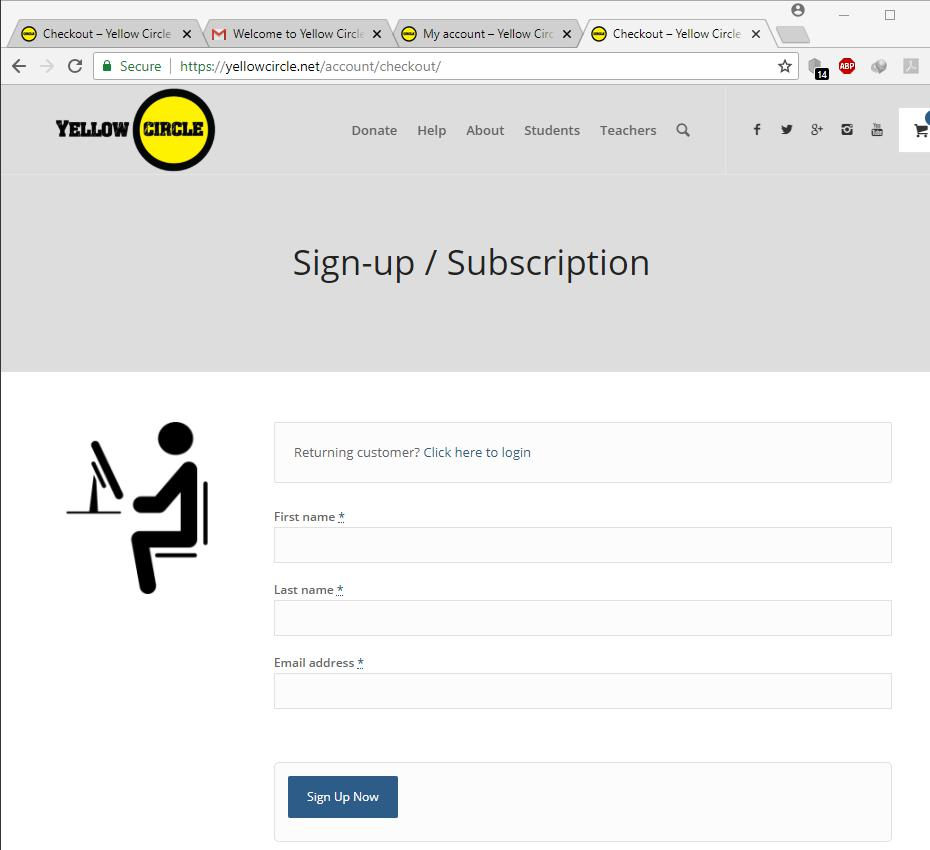 Checkout – Yellow Circle
Welcome to Yellow Circle
My account – Yellow Circ
Checkout – Yellow Circle
Secure
https://yellowcircle.net/account/checkout/
14
ABP
YELLOW CIRCLE
Donate
Help
About
Students
Teachers
You
Tube
Sign-up / Subscription
Returning customer? Click here to login
First name *
Last name *
Email address *
Sign Up Now